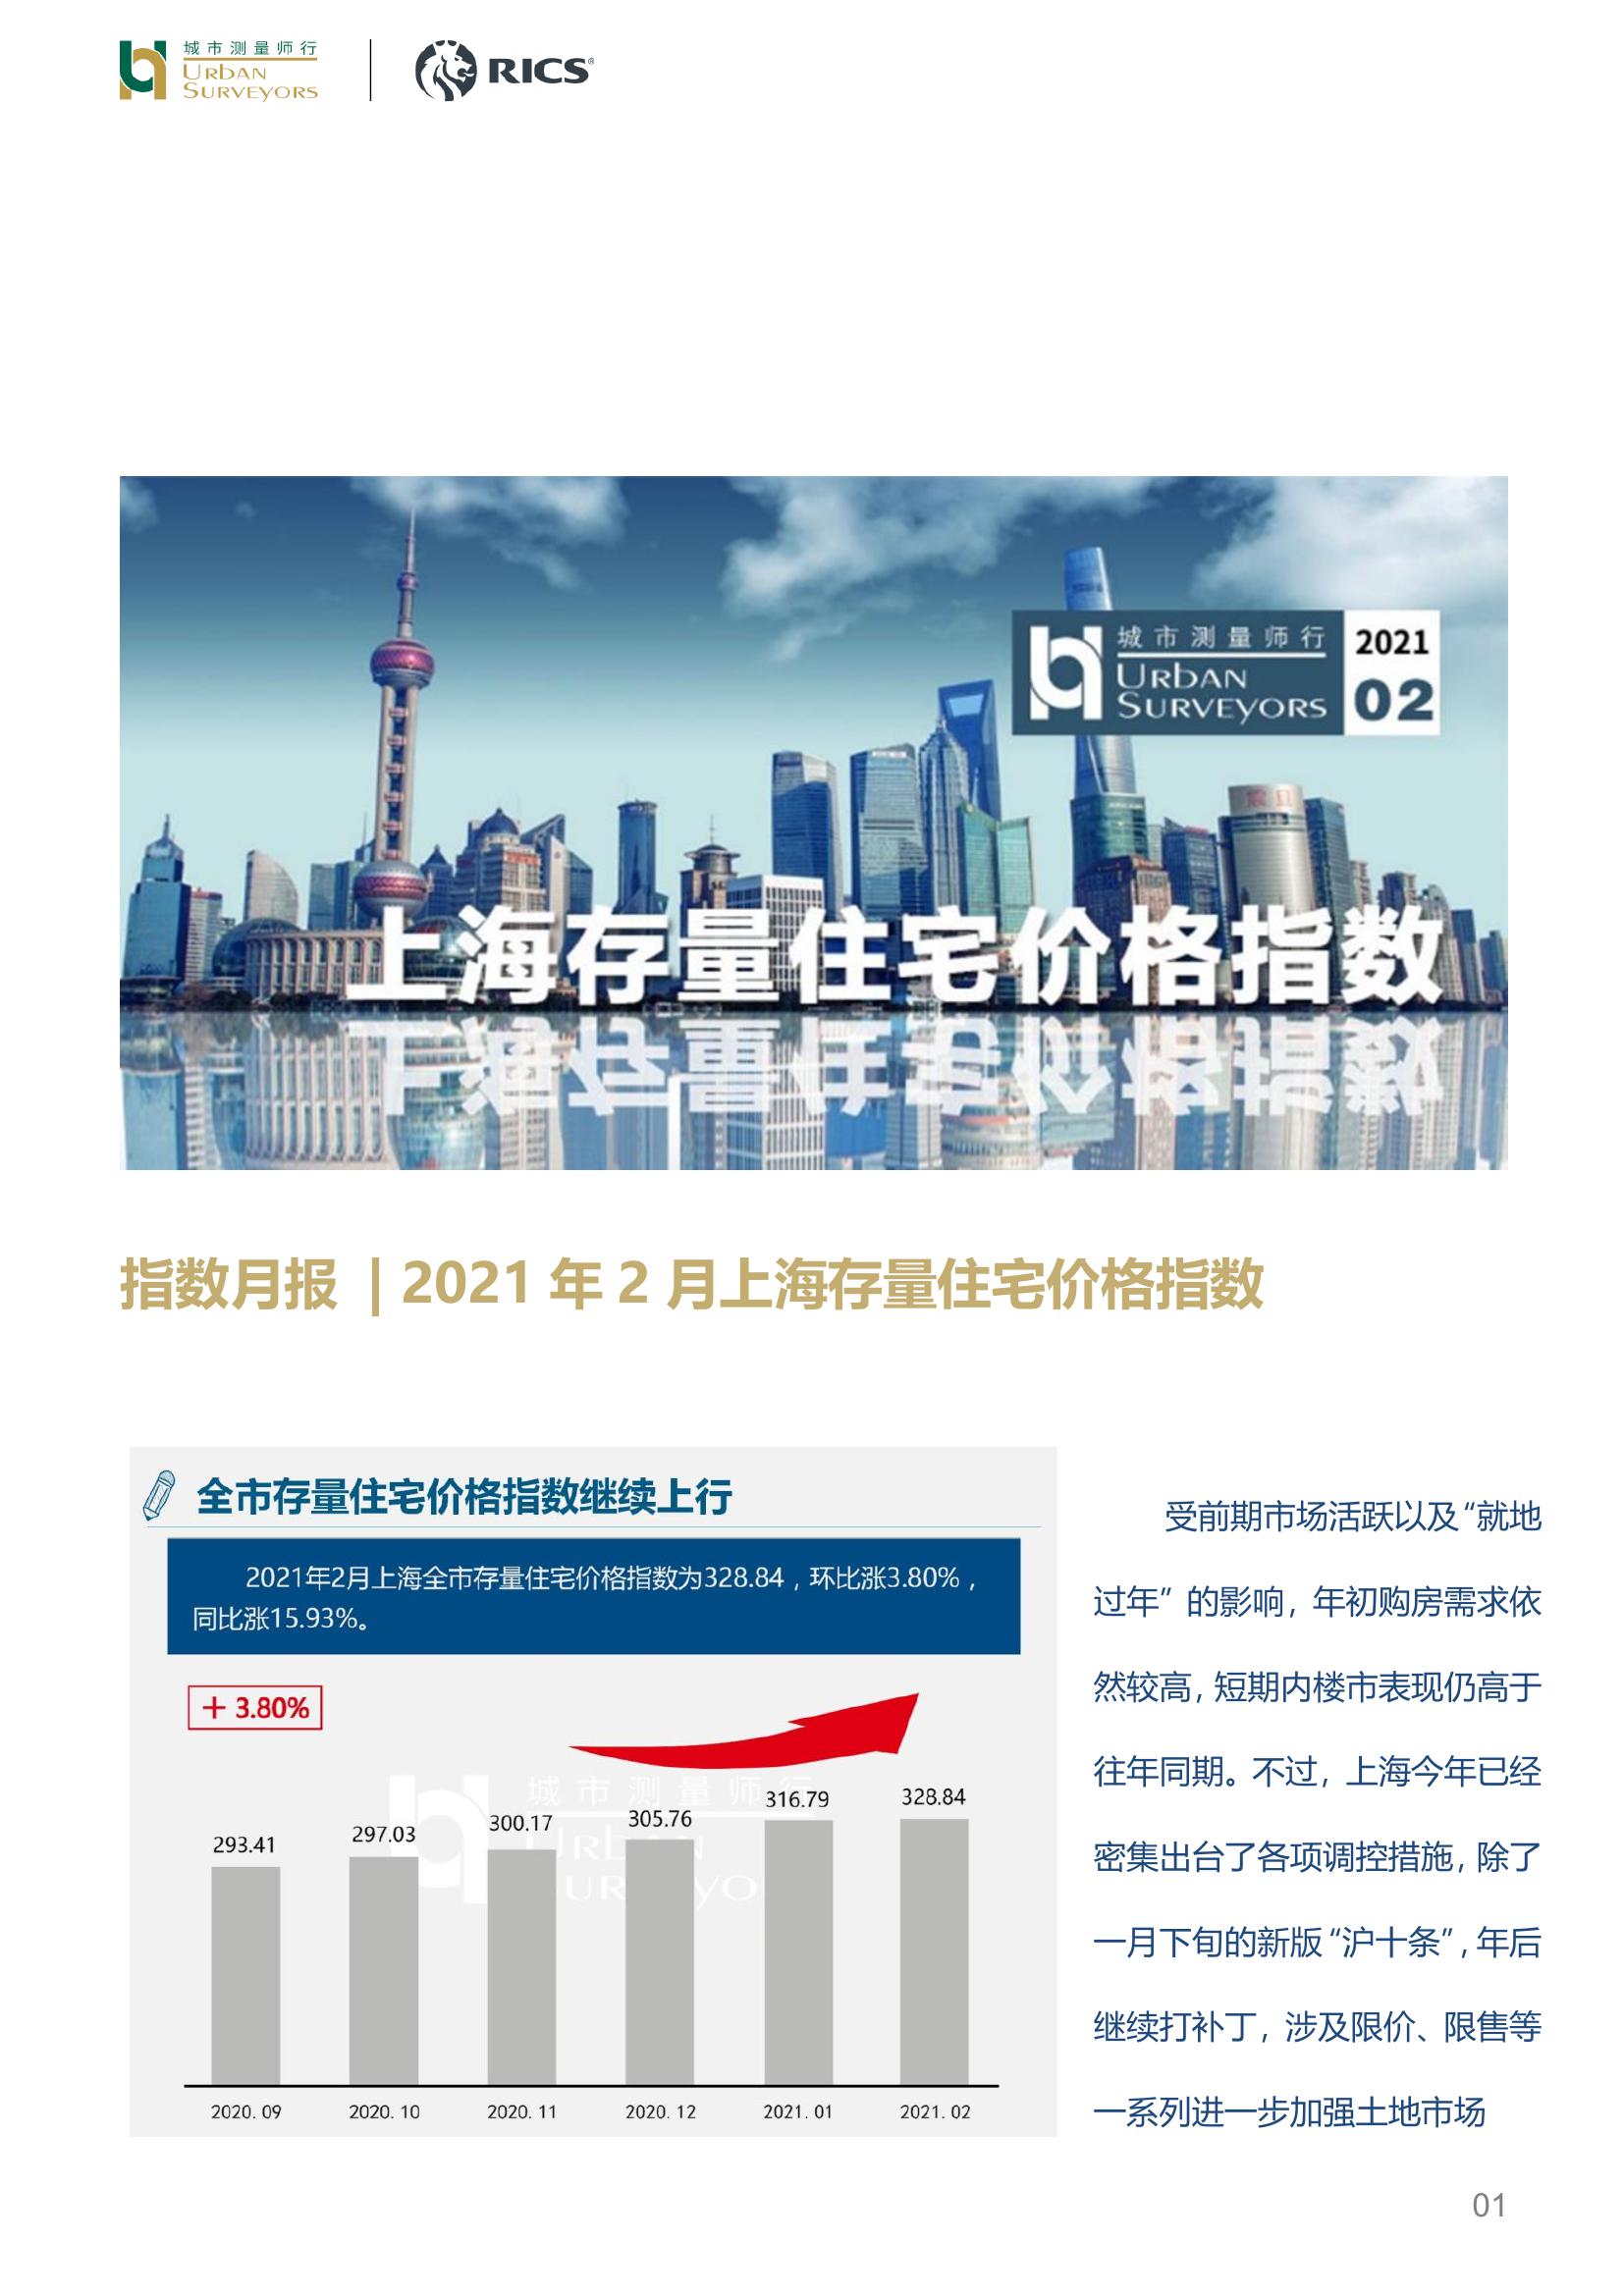 城市测量师行
URBAN
SURVEYORS
RICS®
城市测量师行
URBAN
SURVEYORS
2021
02
上海存量住宅价格指数
指数月报 | 2021 年 2 月上海存量住宅价格指数
全市存量住宅价格指数继续上行
2021年2月上海全市存量住宅价格指数为328.84，环比涨3.80%，
同比涨15.93%。
+ 3.80%
293.41
297.03
300.17
305.76
316.79
328.84
2020. 09
2020. 10
2020. 11
2020. 12
2021. 01
2021. 02
受前期市场活跃以及“就地
过年”的影响，年初购房需求依
然较高，短期内楼市表现仍高于
往年同期。不过，上海今年已经
密集出台了各项调控措施，除了
一月下旬的新版“沪十条”，年后
继续打补丁，涉及限价、限售等
一系列进一步加强土地市场
01